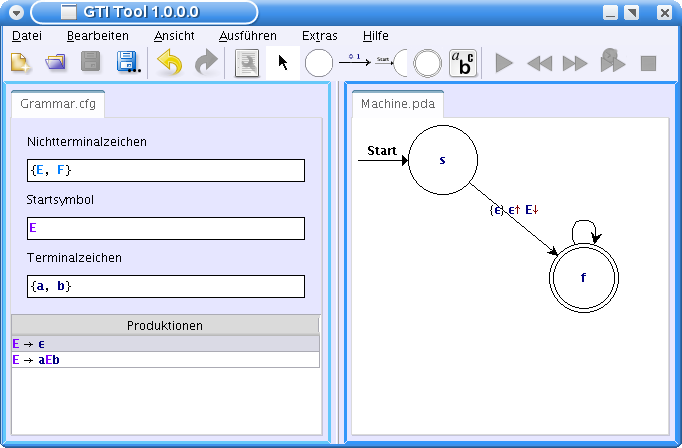 GTI Tool 1.0.0.0
Datei Bearbeiten Ansicht Ausführen Extras Hilfe
0 1 Start a b c
Grammar.cfg
Nichtterminalzeichen
{E, F}
Startsymbol
E
Terminalzeichen
{a, b}
Produktionen
E → ϵ
E → aEb
Machine.pda
Start
s
{ϵ} ϵ↑ E↓
f